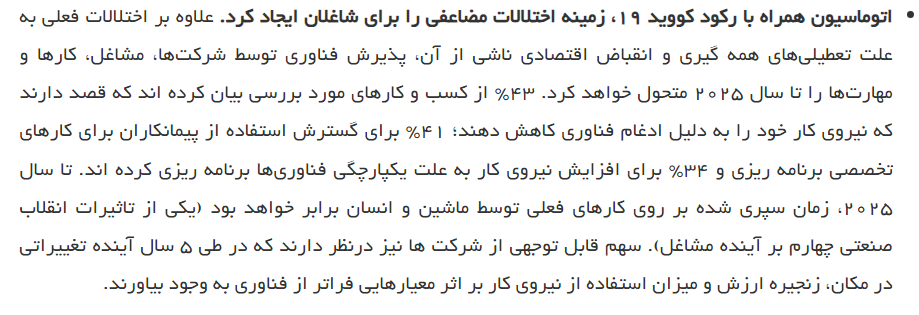 • اتوماسیون همراه با رکود کووید ۱۹، زمینه اختلالات مضاعفی را برای شاغلان ایجاد کرد. علاوه بر اختلالات فعلی به
علت تعطیلی‌های همه گیری و انقباض اقتصادی ناشی از آن، پذیرش فناوری توسط شرکت‌ها، مشاغل، کارها و
مهارت‌ها را تا سال ۲۰۲۵ متحول خواهد کرد. ۴۳% از کسب و کارهای مورد بررسی بیان کرده اند که قصد دارند
که نیروی کار خود را به دلیل ادغام فناوری کاهش دهند؛ ۴۱% برای گسترش استفاده از پیمانکاران برای کارهای
تخصصی برنامه ریزی و ۳۴% برای افزایش نیروی کار به علت یکپارچگی فناوری‌ها برنامه ریزی کرده اند. تا سال
۲۰۲۵، زمان سپری شده بر روی کارهای فعلی توسط ماشین و انسان برابر خواهد بود (یکی از تاثیرات انقلاب
صنعتی چهارم بر آینده مشاغل). سهم قابل توجهی از شرکت ها نیز درنظر دارند که در طی ۵ سال آینده تغییراتی
در مکان، زنجیره ارزش و میزان استفاده از نیروی کار بر اثر معیارهایی فراتر از فناوری به وجود بیاورند.